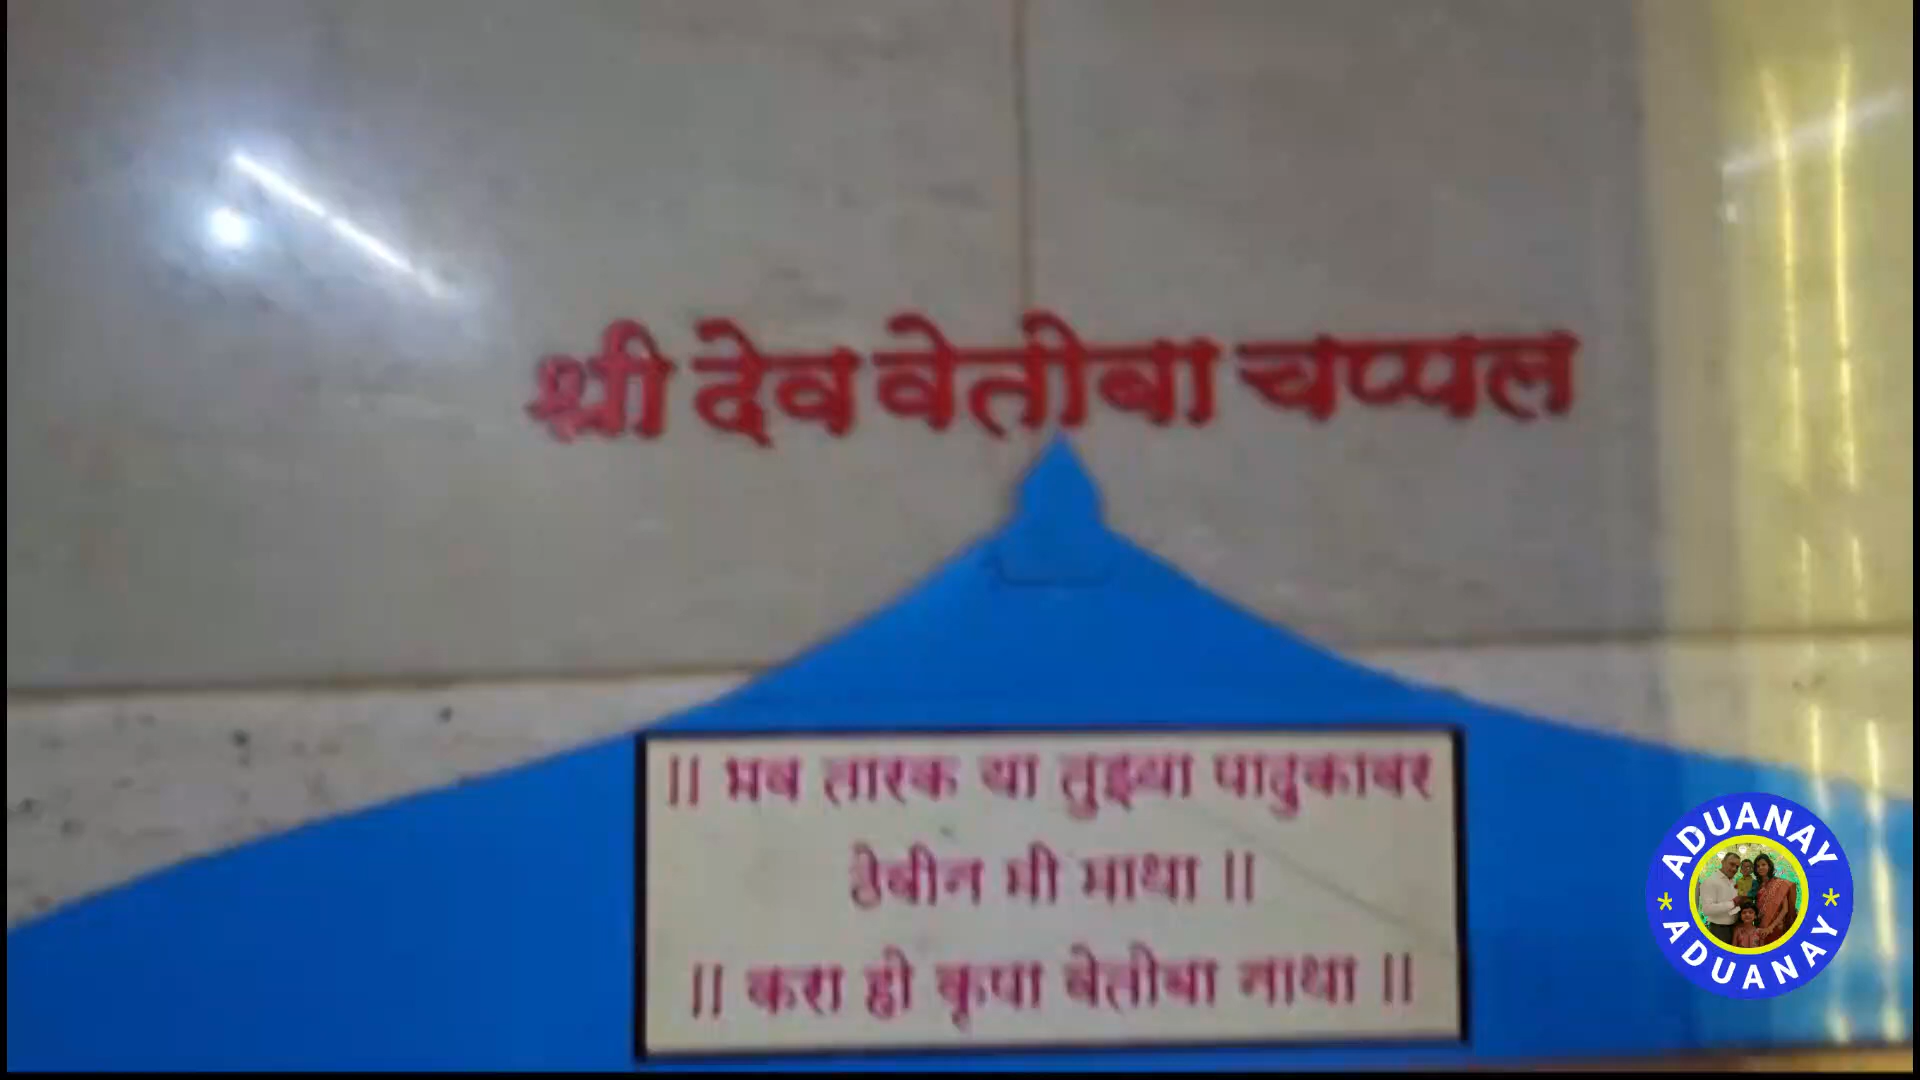 श्री देव वेतोबा चप्पल
|| भव तारक या तुझ्या पादुकांवर
ठेवीन मी माथा ||
|| करा हो कृपा वेतोबा नाथा ||
ADUANAY
* *
ADUANAY